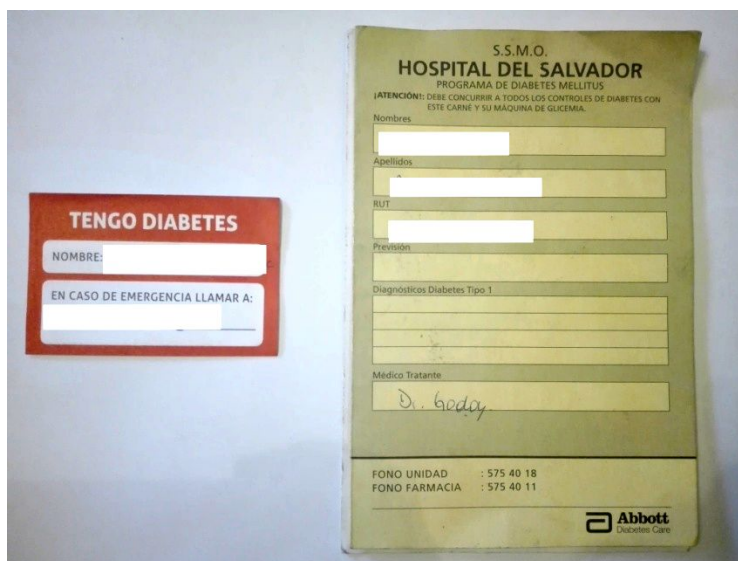 TENGO DIABETES
NOMBRE:
EN CASO DE EMERGENCIA LLAMAR A:
S.S.M.O.
HOSPITAL DEL SALVADOR
PROGRAMA DE DIABETES MELLITUS
¡ATENCIÓN!: DEBE CONCURRIR A TODOS LOS CONTROLES DE DIABETES CON
ESTE CARNÉ Y SU MÁQUINA DE GLICEMIA.
Nombres
Apellidos
RUT
Previsión
Diagnósticos Diabetes Tipo 1
Médico Tratante
Dr. Godoy.
FONO UNIDAD : 575 40 18
FONO FARMACIA : 575 40 11
Abbott
Diabetes Care